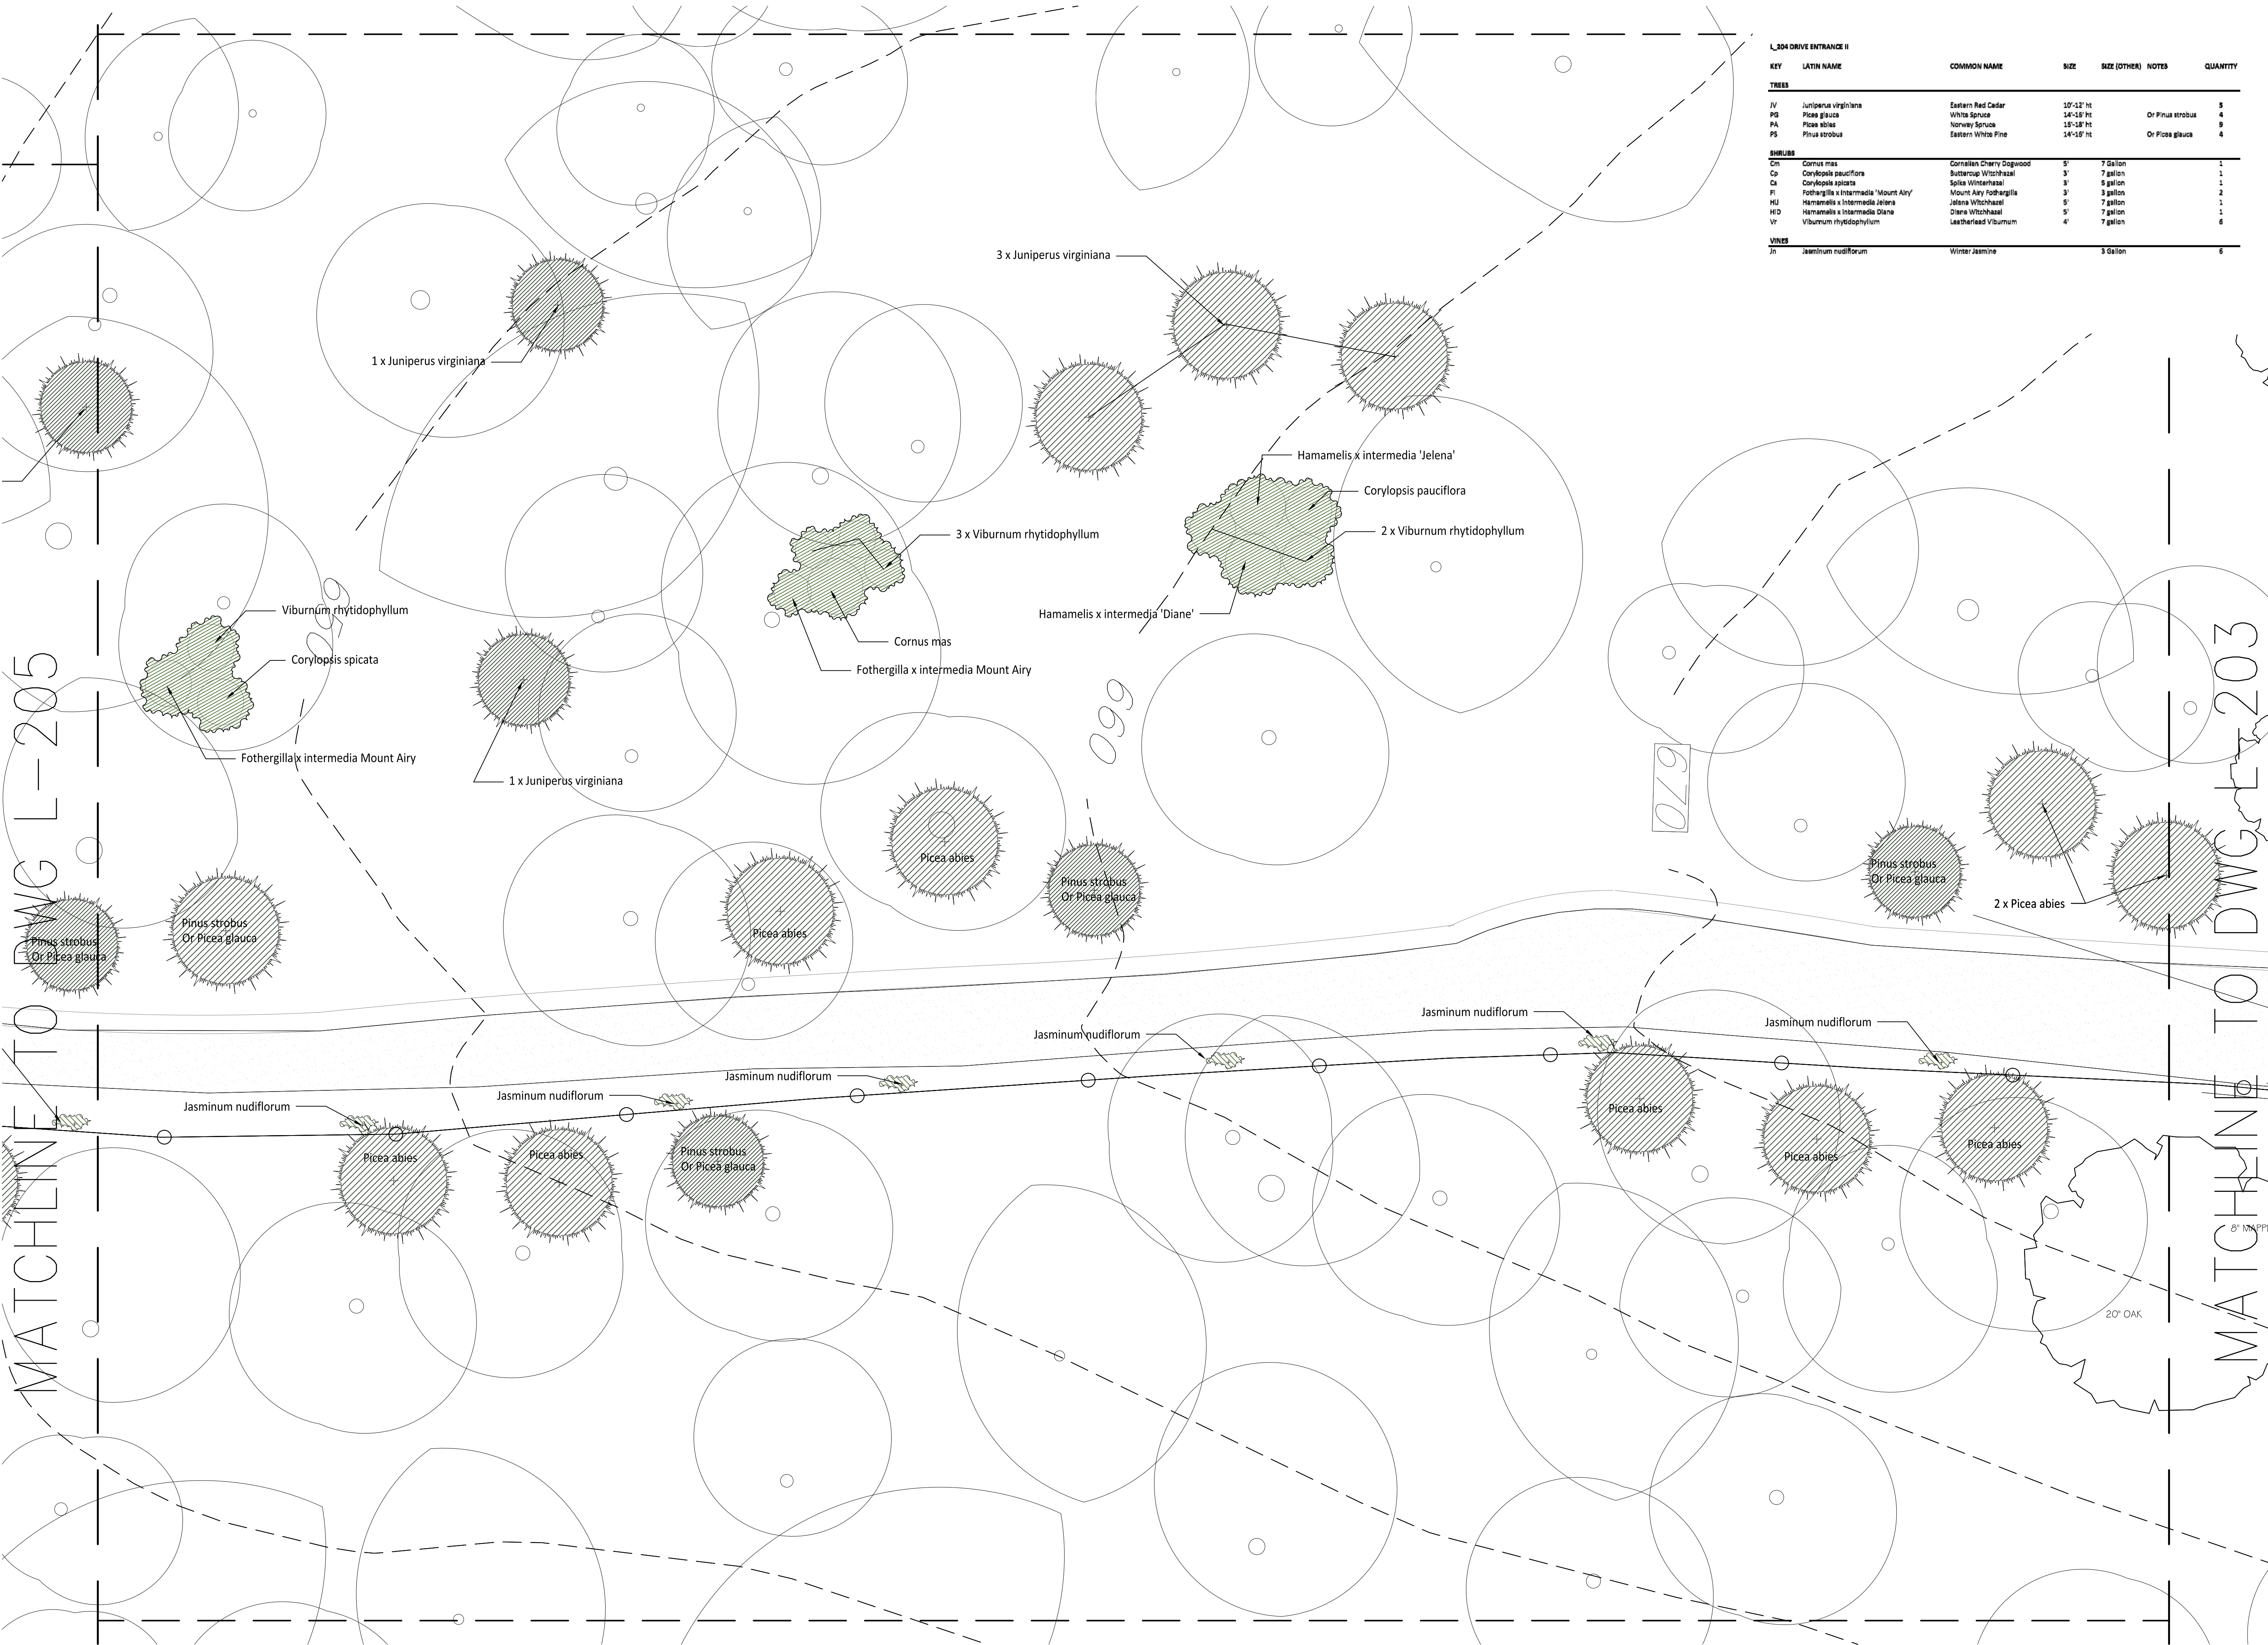 L_204 DRIVE ENTRANCE II
KEY LATIN NAME COMMON NAME SIZE SIZE (OTHER) NOTES QUANTITY
TREES
JV Juniperus virginiana Eastern Red Cedar 10'-12' ht 5
PG Picea glauca White Spruce 14'-16' ht Or Pinus strobus 4
PA Picea abies Norway Spruce 16'-18' ht 9
PS Pinus strobus Eastern White Pine 14'-16' ht Or Picea glauca 4
SHRUBS
Cm Cornus mas Cornelian Cherry Dogwood 5' 7 Gallon 1
Cp Corylopsis pauciflora Buttercup Witchhazel 3' 7 gallon 1
Cs Corylopsis spicata Spike Winterhazel 3' 5 gallon 1
Fi Fothergilla x intermedia 'Mount Airy' Mount Airy Fothergilla 3' 3 gallon 2
HIJ Hamamelis x intermedia Jelena Jelena Witchhazel 5' 7 gallon 1
HID Hamamelis x intermedia Diane Diane Witchhazel 5' 7 gallon 1
Vr Viburnum rhytidophyllum Leatherleaf Viburnum 4' 7 gallon 6
VINES
Jn Jasminum nudiflorum Winter Jasmine 3 Gallon 6
3 x Juniperus virginiana
1 x Juniperus virginiana
Hamamelis x intermedia 'Jelena'
Corylopsis pauciflora
2 x Viburnum rhytidophyllum
3 x Viburnum rhytidophyllum
Hamamelis x intermedia 'Diane'
Viburnum rhytidophyllum
Cornus mas
Corylopsis spicata
Fothergilla x intermedia Mount Airy
Fothergilla x intermedia Mount Airy
1 x Juniperus virginiana
660
670
Picea abies
Pinus strobus
Or Picea glauca
Pinus strobus
Or Picea glauca
2 x Picea abies
Pinus strobus
Or Picea glauca
Picea abies
Pinus strobus
Or Picea glauca
Jasminum nudiflorum
Jasminum nudiflorum
Jasminum nudiflorum
Jasminum nudiflorum
Jasminum nudiflorum
Jasminum nudiflorum
Picea abies
Picea abies
Picea abies
Picea abies
Picea abies
Pinus strobus
Or Picea glauca
20" OAK
MATCHLINE TO DWG L-205
MATCHLINE TO DWG L-203